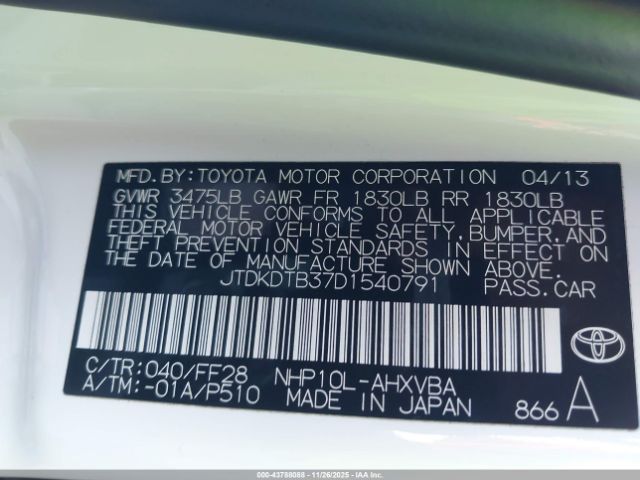 MFD.BY:TOYOTA MOTOR CORPORATION 04/13
GVWR 3475LB GAWR FR 1830LB RR 1830LB
THIS VEHICLE CONFORMS TO ALL APPLICABLE
FEDERAL MOTOR VEHICLE SAFETY,BUMPER,AND
THEFT PREVENTION STANDARDS IN EFFECT ON
THE DATE OF MANUFACTURE SHOWN ABOVE.
JTDKDTB37D1540791 PASS.CAR
C/TR:040/FF28 NHP10L-AHXVBA
A/TM:-01A/P510 MADE IN JAPAN 866 A
TOYOTA
000-43788088 | 11/26/2025 - IAAI.COM